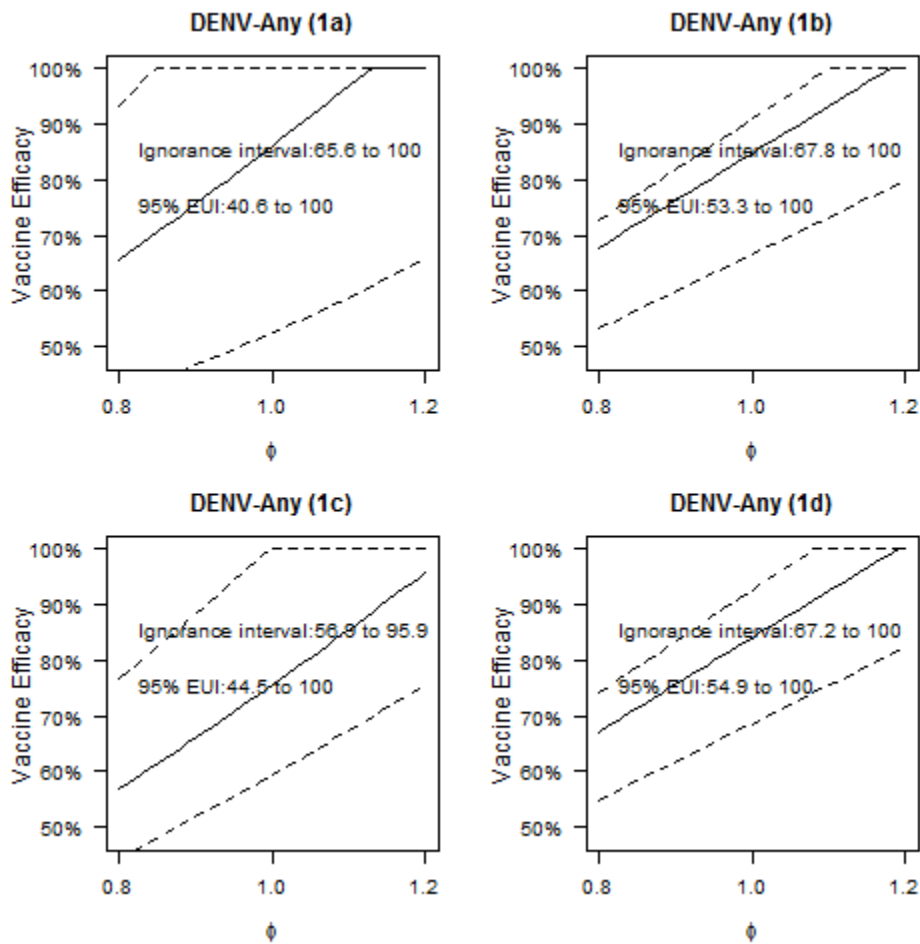 DENV-Any (1a)
Vaccine Efficacy
100%
90%
80%
70%
60%
50%
Ignorance interval:65.6 to 100
95% EUI:40.6 to 100
0.8 1.0 1.2
ϕ
DENV-Any (1b)
Vaccine Efficacy
100%
90%
80%
70%
60%
50%
Ignorance interval:67.8 to 100
95% EUI:53.3 to 100
0.8 1.0 1.2
ϕ
DENV-Any (1c)
Vaccine Efficacy
100%
90%
80%
70%
60%
50%
Ignorance interval:56.9 to 95.9
95% EUI:44.5 to 100
0.8 1.0 1.2
ϕ
DENV-Any (1d)
Vaccine Efficacy
100%
90%
80%
70%
60%
50%
Ignorance interval:67.2 to 100
95% EUI:54.9 to 100
0.8 1.0 1.2
ϕ